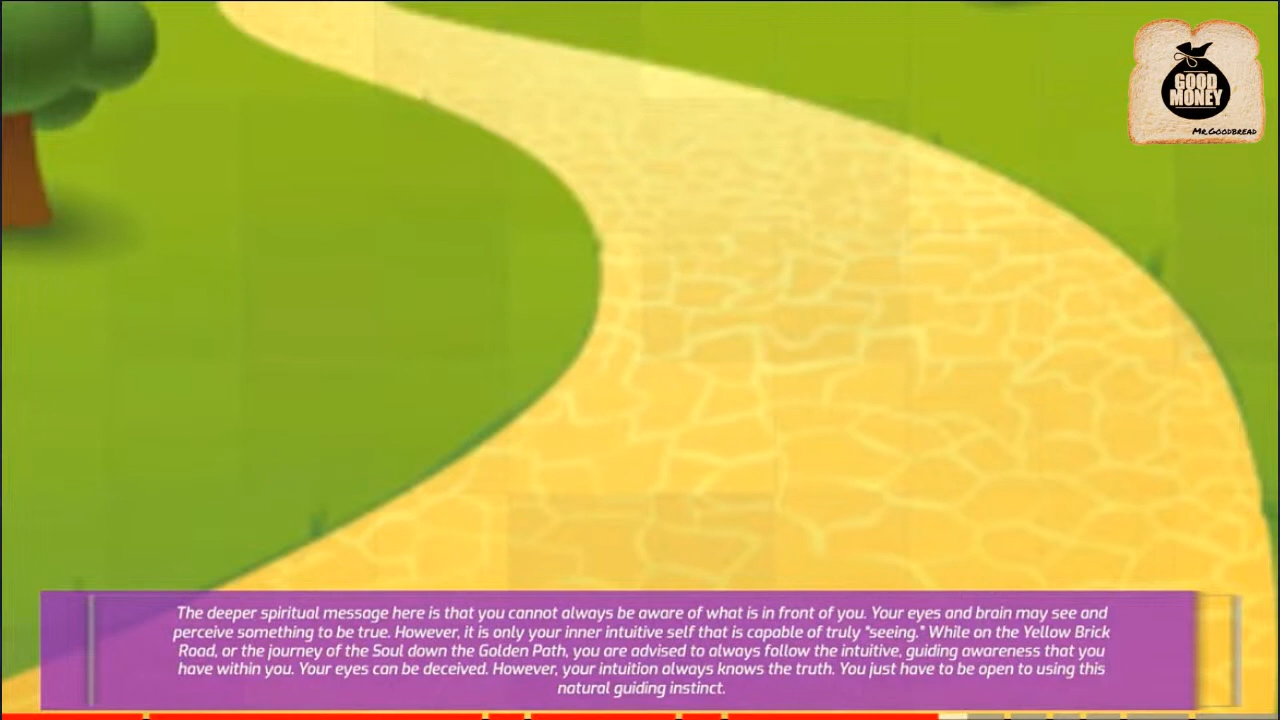 GOOD
MONEY
Mr.Goodbread
The deeper spiritual message here is that you cannot always be aware of what is in front of you. Your eyes and brain may see and
perceive something to be true. However, it is only your inner intuitive self that is capable of truly "seeing." While on the Yellow Brick
Road, or the journey of the Soul down the Golden Path, you are advised to always follow the intuitive, guiding awareness that you
have within you. Your eyes can be deceived. However, your intuition always knows the truth. You just have to be open to using this
natural guiding instinct.